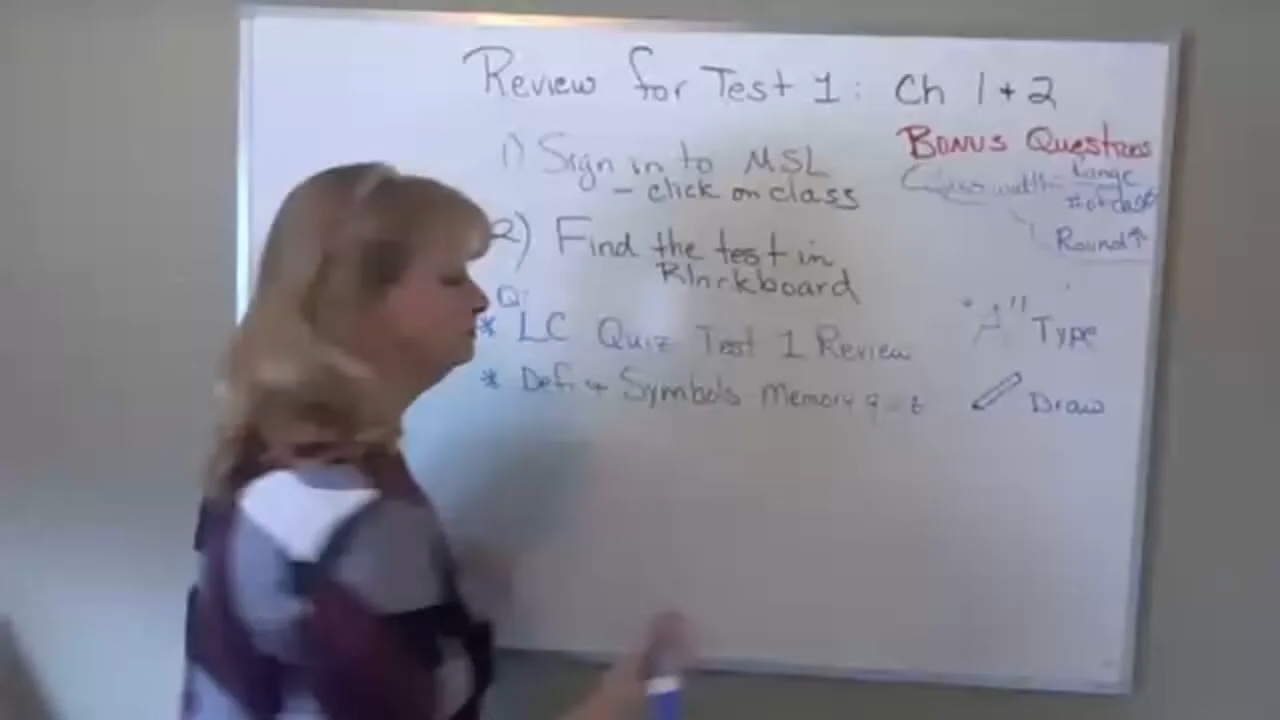 Review for Test 1: Ch 1 + 2
Bonus Questions
1) Sign in to MSL
- click on class
Class width
Range
# of class
Round ↑
2) Find the test in
Blackboard
Q:
* LC Quiz Test 1 Review
* Def. + Symbols Memory
"A" Type
Draw